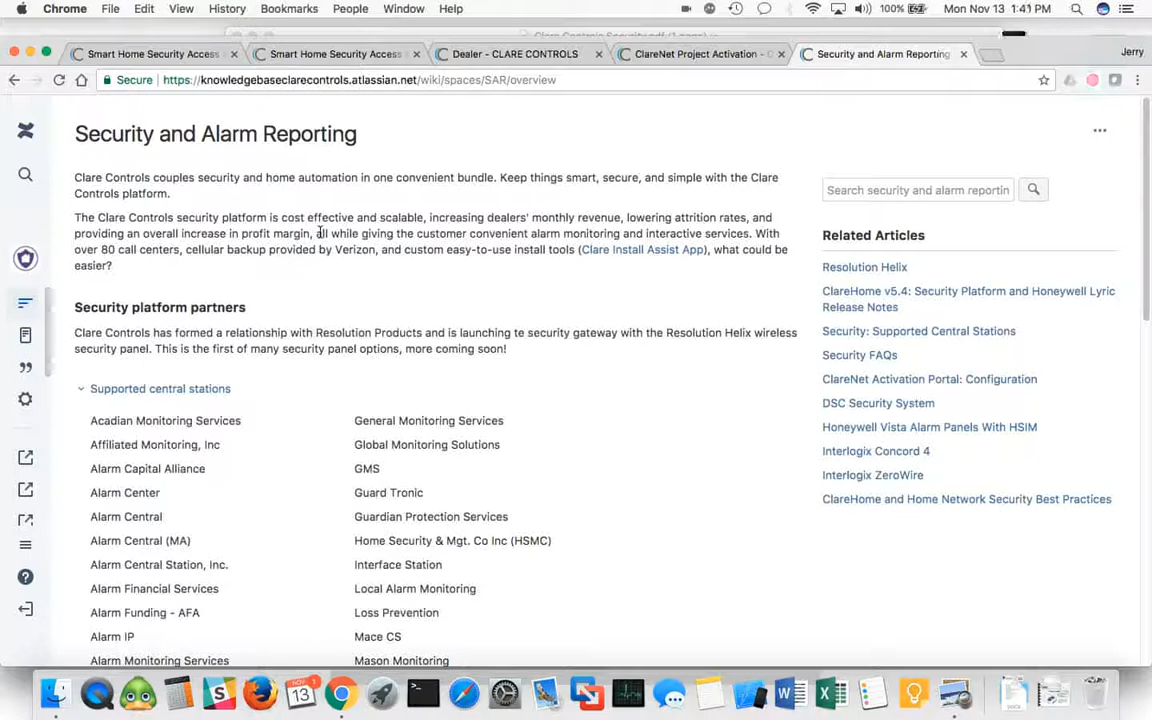 Chrome File Edit View History Bookmarks People Window Help 100% Mon Nov 13 1:41 PM
Smart Home Security Access
Smart Home Security Access
Dealer - CLARE CONTROLS
ClareNet Project Activation -
Security and Alarm Reporting
Jerry
Secure https://knowledgebaseclarecontrols.atlassian.net/wiki/spaces/SAR/overview
Security and Alarm Reporting
Clare Controls couples security and home automation in one convenient bundle. Keep things smart, secure, and simple with the Clare
Controls platform.
The Clare Controls security platform is cost effective and scalable, increasing dealers' monthly revenue, lowering attrition rates, and
providing an overall increase in profit margin, all while giving the customer convenient alarm monitoring and interactive services. With
over 80 call centers, cellular backup provided by Verizon, and custom easy-to-use install tools (Clare Install Assist App), what could be
easier?
Security platform partners
Clare Controls has formed a relationship with Resolution Products and is launching te security gateway with the Resolution Helix wireless
security panel. This is the first of many security panel options, more coming soon!
Supported central stations
Acadian Monitoring Services
Affiliated Monitoring, Inc
Alarm Capital Alliance
Alarm Center
Alarm Central
Alarm Central (MA)
Alarm Central Station, Inc.
Alarm Financial Services
Alarm Funding - AFA
Alarm IP
Alarm Monitoring Services
General Monitoring Services
Global Monitoring Solutions
GMS
Guard Tronic
Guardian Protection Services
Home Security & Mgt. Co Inc (HSMC)
Interface Station
Local Alarm Monitoring
Loss Prevention
Mace CS
Mason Monitoring
Search security and alarm reportin
Related Articles
Resolution Helix
ClareHome v5.4: Security Platform and Honeywell Lyric
Release Notes
Security: Supported Central Stations
Security FAQs
ClareNet Activation Portal: Configuration
DSC Security System
Honeywell Vista Alarm Panels With HSIM
Interlogix Concord 4
Interlogix ZeroWire
ClareHome and Home Network Security Best Practices